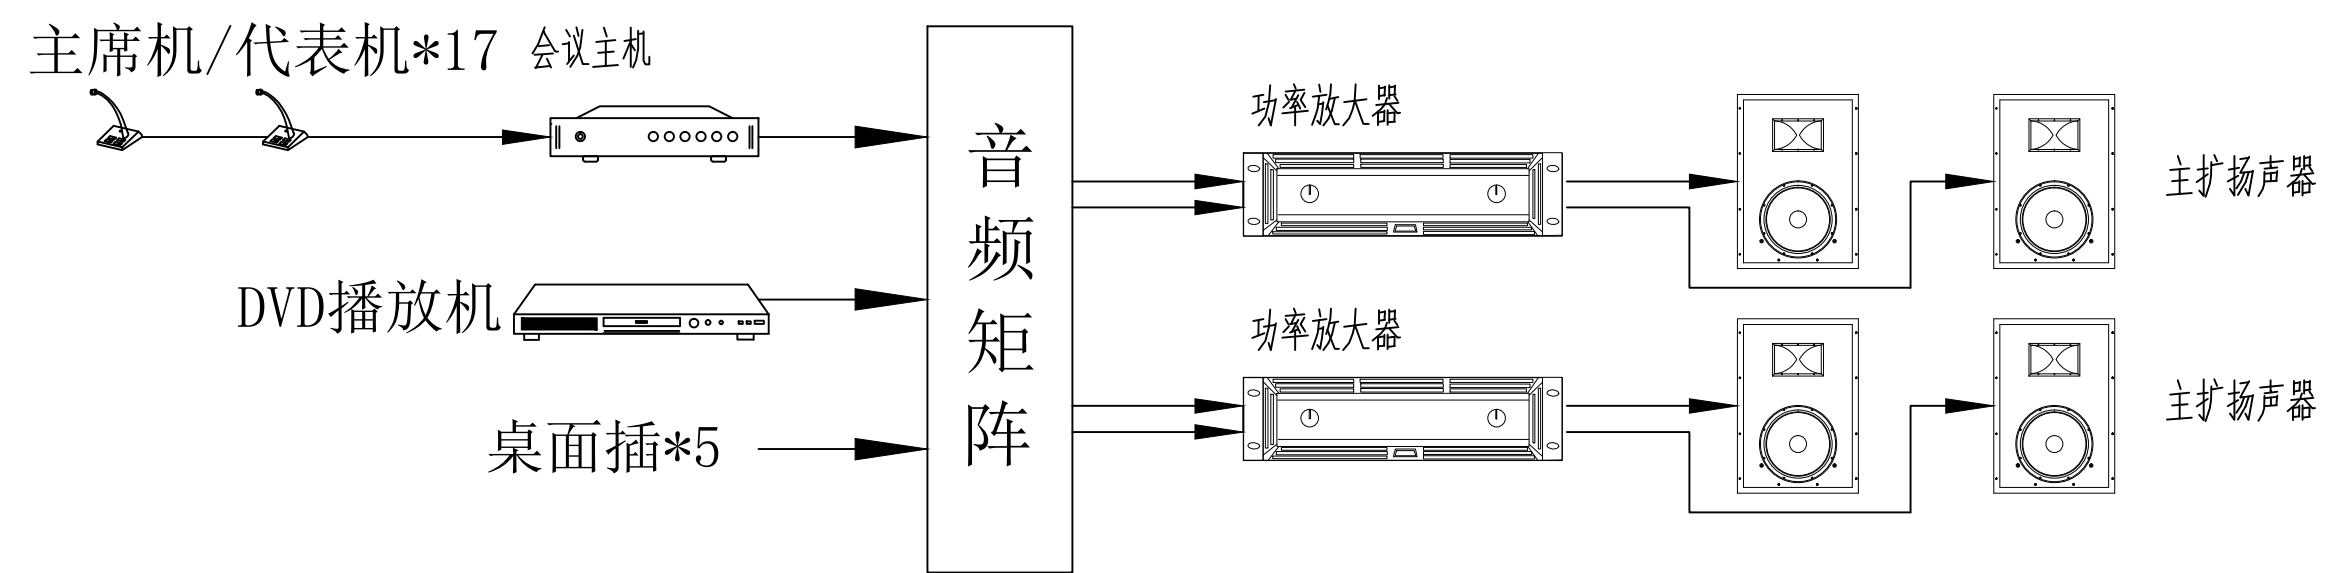 主席机/代表机*17
会议主机
DVD播放机
桌面插*5
音频矩阵
功率放大器
主扩扬声器
功率放大器
主扩扬声器